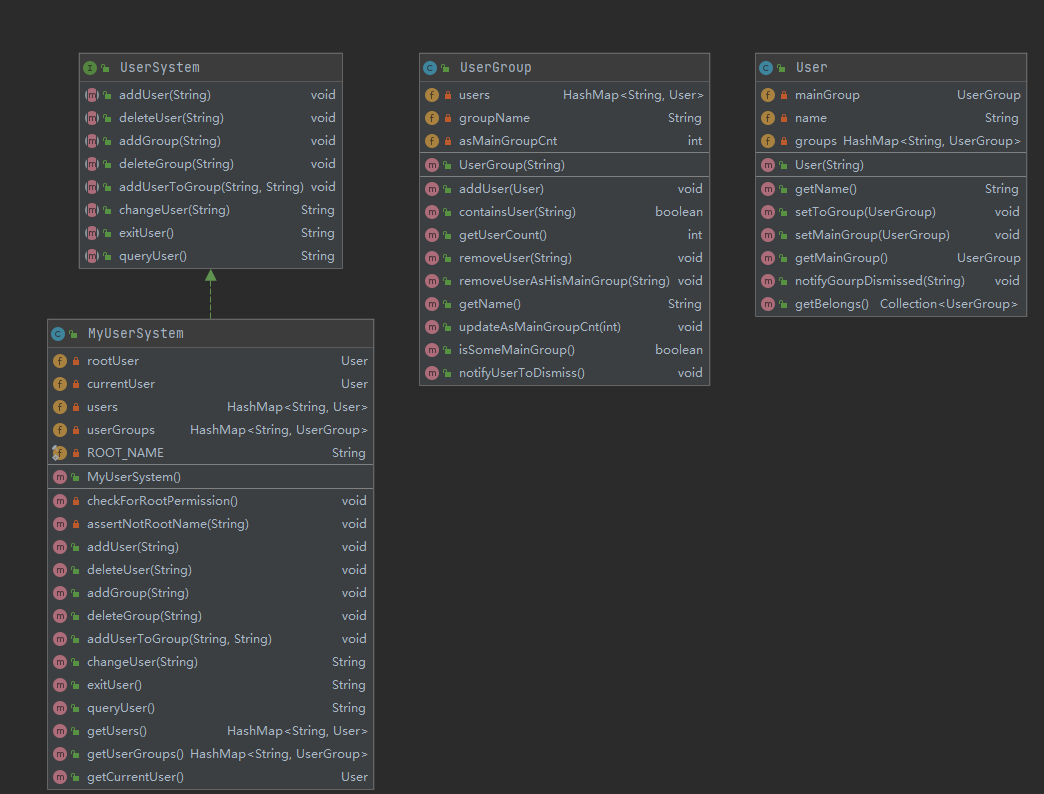 UserSystem
addUser(String) void
deleteUser(String) void
addGroup(String) void
deleteGroup(String) void
addUserToGroup(String, String) void
changeUser(String) String
exitUser() String
queryUser() String
MyUserSystem
rootUser User
currentUser User
users HashMap<String, User>
userGroups HashMap<String, UserGroup>
ROOT_NAME String
MyUserSystem()
checkForRootPermission() void
assertNotRootName(String) void
addUser(String) void
deleteUser(String) void
addGroup(String) void
deleteGroup(String) void
addUserToGroup(String, String) void
changeUser(String) String
exitUser() String
queryUser() String
getUsers() HashMap<String, User>
getUserGroups() HashMap<String, UserGroup>
getCurrentUser() User
UserGroup
users HashMap<String, User>
groupName String
asMainGroupCnt int
UserGroup(String)
addUser(User) void
containsUser(String) boolean
getUserCount() int
removeUser(String) void
removeUserAsHisMainGroup(String) void
getName() String
updateAsMainGroupCnt(int) void
isSomeMainGroup() boolean
notifyUserToDismiss() void
User
mainGroup UserGroup
name String
groups HashMap<String, UserGroup>
User(String)
getName() String
setToGroup(UserGroup) void
setMainGroup(UserGroup) void
getMainGroup() UserGroup
notifyGourpDismissed(String) void
getBelongs() Collection<UserGroup>